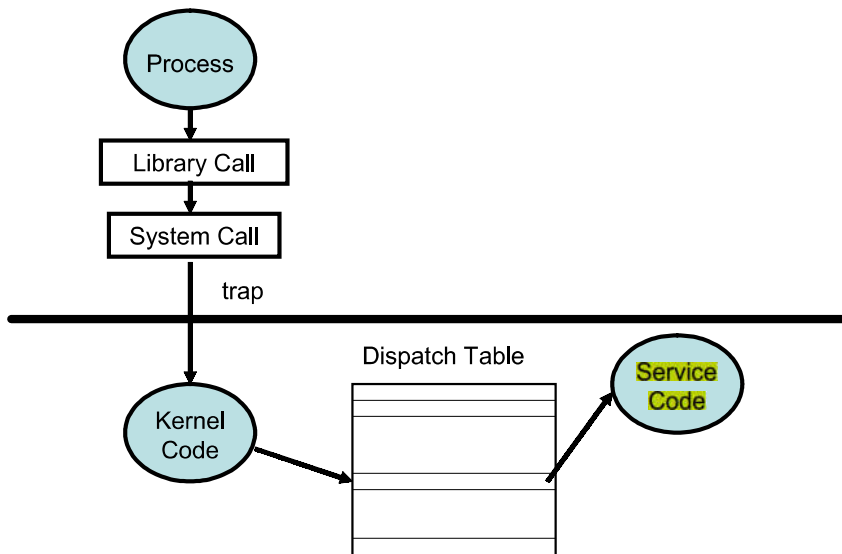 Process
Library Call
System Call
trap
Dispatch Table
Kernel
Code
Service
Code